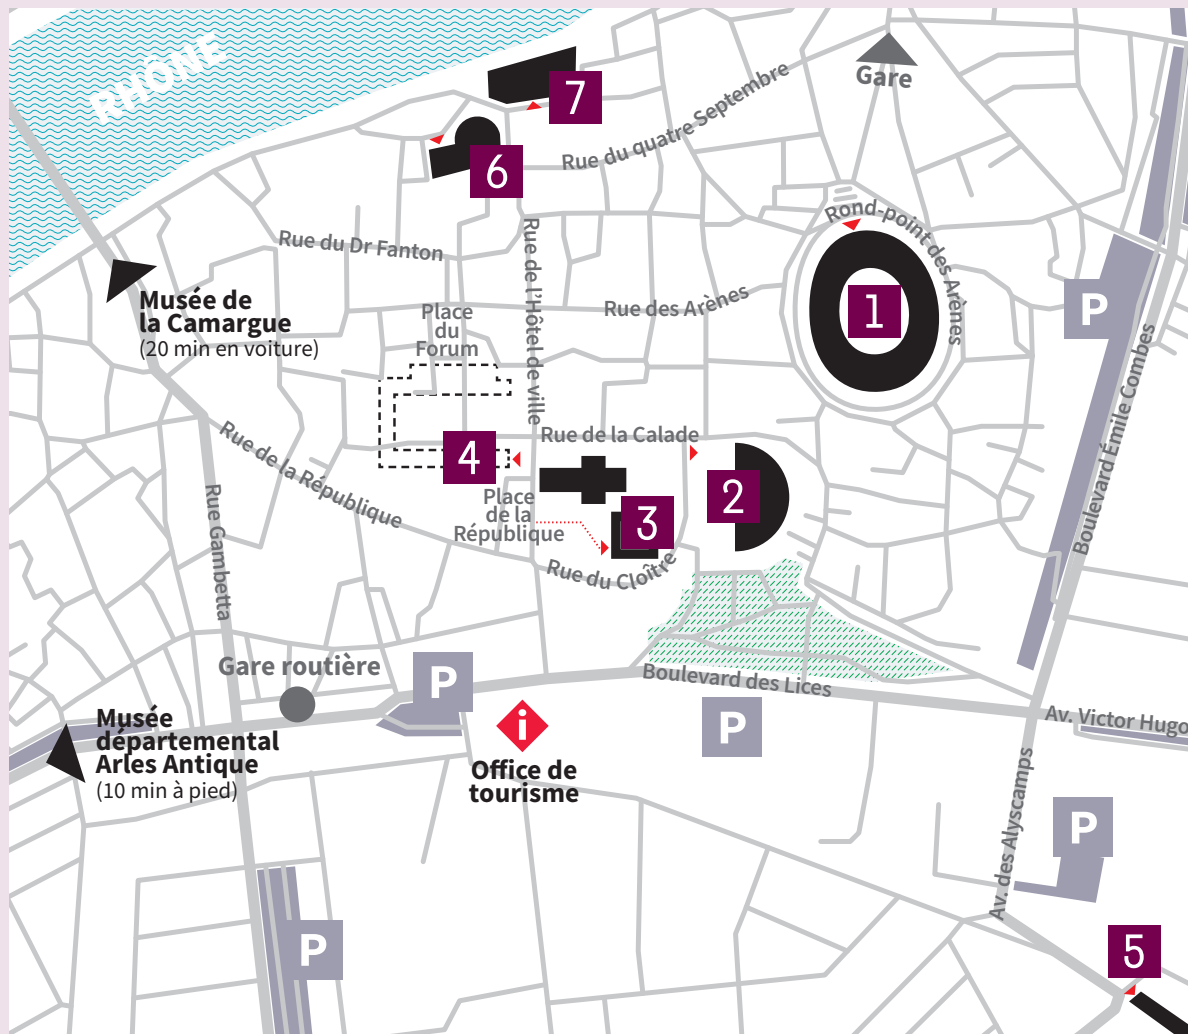 RHONE
7
Gare
Rue du quatre Septembre
6
Rond-point des Arènes
Rue du Dr Fanton
Rue de l'Hôtel de ville
Musée de
la Camargue
(20 min en voiture)
Place
du
Forum
Rue des Arènes
1
P
Boulevard Émile Combes
Rue de la République
Rue de la Calade
4
2
Place
de la
République
3
Rue du Cloître
Rue Gambetta
Gare routière
P
Boulevard des Lices
P
Av. Victor Hugo
Musée
départemental
Arles Antique
(10 min à pied)
i
Office de
tourisme
Av. des Alyscamps
P
P
5